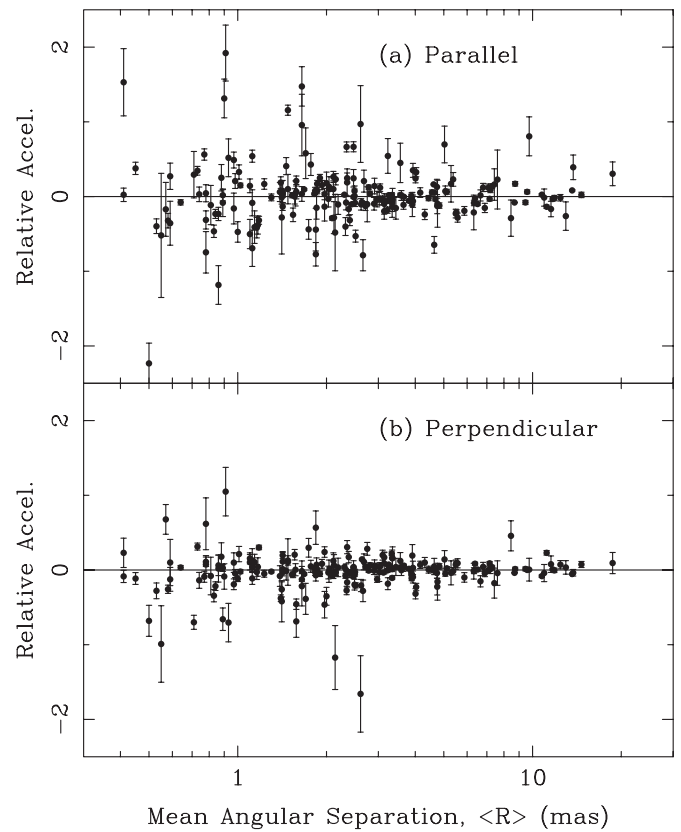 (a) Parallel
Relative Accel.
2
0
−2
(b) Perpendicular
Relative Accel.
2
0
−2
1 10
Mean Angular Separation, <R> (mas)